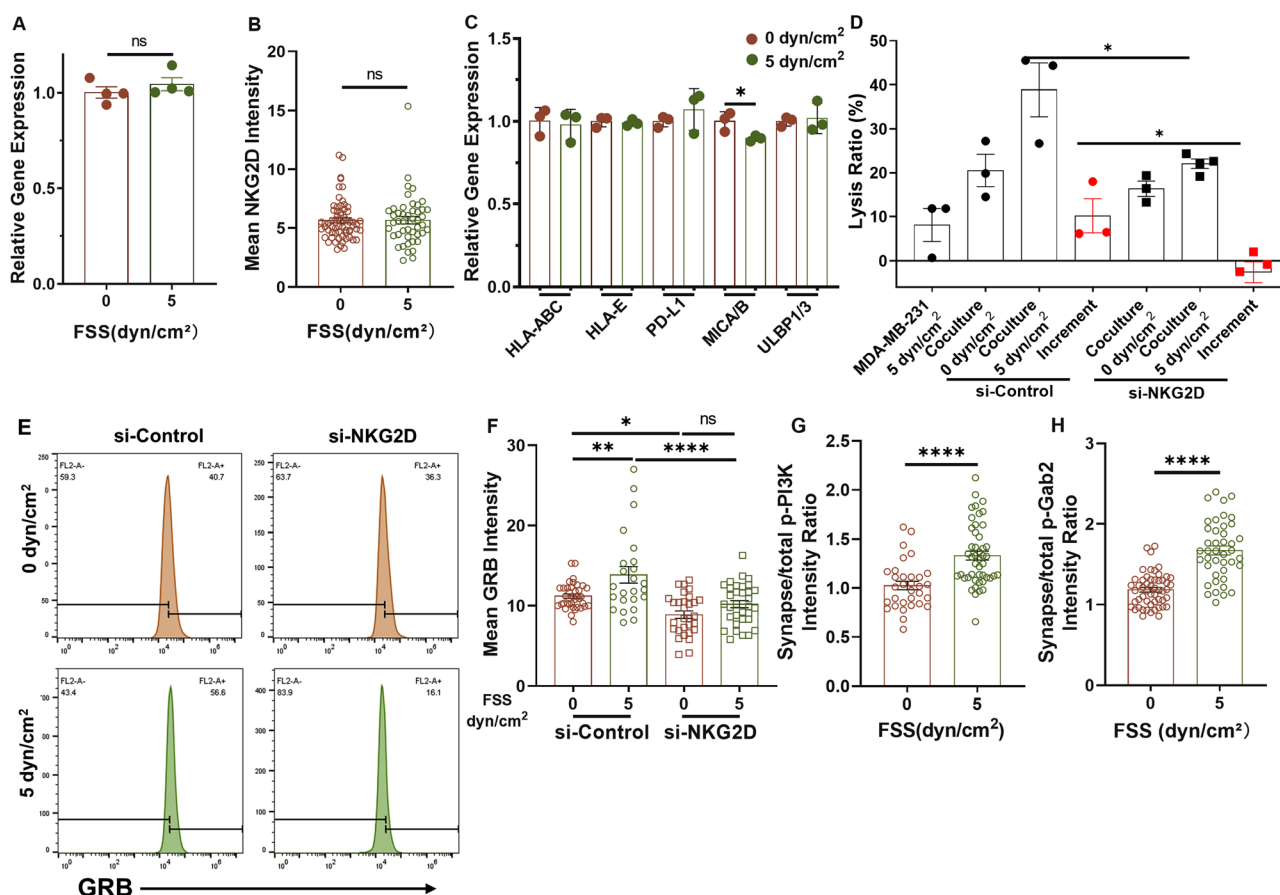 A
ns
Relative Gene Expression
1.0
0.5
0.0
0
5
FSS(dyn/cm²)
B
ns
Mean NKG2D Intensity
20
15
10
5
0
0
5
FSS(dyn/cm²)
C
0 dyn/cm²
5 dyn/cm²
*
Relative Gene Expression
1.5
1.0
0.5
0.0
HLA-ABC
HLA-E
PD-L1
MICA/B
ULBP1/3
D
*
*
Lysis Ratio (%)
50
40
30
20
10
0
MDA-MB-231
5 dyn/cm²
Coculture
0 dyn/cm²
Coculture
5 dyn/cm²
Increment
Coculture
0 dyn/cm²
Coculture
5 dyn/cm²
Increment
si-Control
si-NKG2D
E
si-Control
si-NKG2D
0 dyn/cm²
5 dyn/cm²
FL2-A-
59.3
FL2-A+
40.7
FL2-A-
63.7
FL2-A+
36.3
FL2-A-
43.4
FL2-A+
56.6
FL2-A-
83.9
FL2-A+
16.1
GRB
F
*
ns
**
****
Mean GRB Intensity
30
20
10
0
FSS
dyn/cm²
0
5
0
5
si-Control
si-NKG2D
G
****
Synapse/total p-PI3K
Intensity Ratio
2.5
2.0
1.5
1.0
0.5
0.0
0
5
FSS(dyn/cm²)
H
****
Synapse/total p-Gab2
Intensity Ratio
3
2
1
0
0
5
FSS (dyn/cm²)